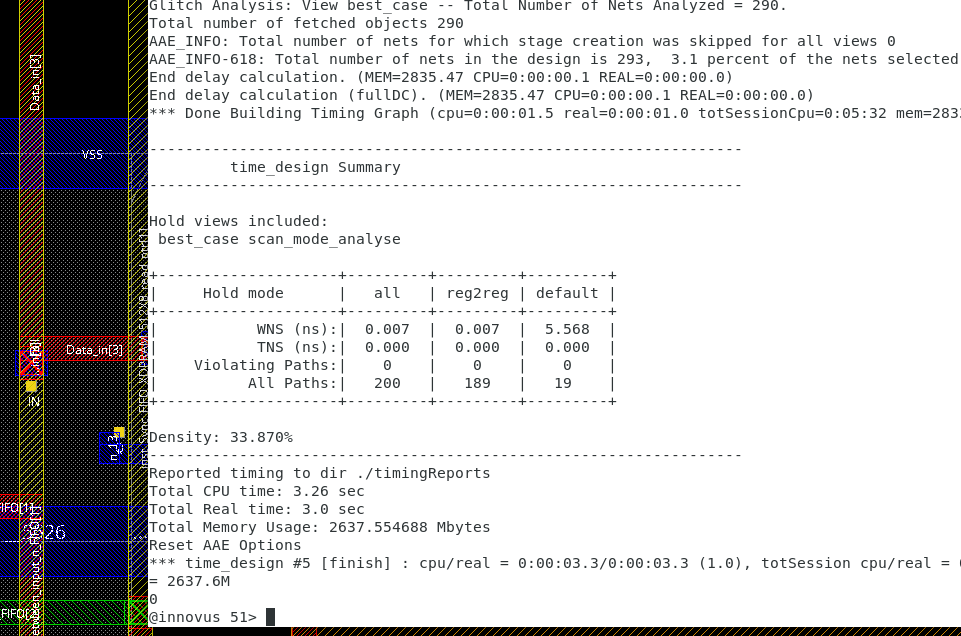 Glitch Analysis: View best_case -- Total Number of Nets Analyzed = 290.
Total number of fetched objects 290
AAE_INFO: Total number of nets for which stage creation was skipped for all views 0
AAE_INFO-618: Total number of nets in the design is 293,  3.1 percent of the nets selected
End delay calculation. (MEM=2835.47 CPU=0:00:00.1 REAL=0:00:00.0)
End delay calculation (fullDC). (MEM=2835.47 CPU=0:00:00.1 REAL=0:00:00.0)
*** Done Building Timing Graph (cpu=0:00:01.5 real=0:00:01.0 totSessionCpu=0:05:32 mem=283
------------------------------------------------------------------
         time_design Summary
------------------------------------------------------------------
Hold views included:
 best_case scan_mode_analyse
+--------------------+---------+---------+---------+
|     Hold mode      |   all   | reg2reg | default |
+--------------------+---------+---------+---------+
|           WNS (ns):|  0.007  |  0.007  |  5.568  |
|           TNS (ns):|  0.000  |  0.000  |  0.000  |
|    Violating Paths:|    0    |    0    |    0    |
|          All Paths:|   200   |   189   |   19    |
+--------------------+---------+---------+---------+
Density: 33.870%
------------------------------------------------------------------
Reported timing to dir ./timingReports
Total CPU time: 3.26 sec
Total Real time: 3.0 sec
Total Memory Usage: 2637.554688 Mbytes
Reset AAE Options
*** time_design #5 [finish] : cpu/real = 0:00:03.3/0:00:03.3 (1.0), totSession cpu/real =
= 2637.6M
0
@innovus 51>
Data_in[3]
VSS
Data_in[3]
IN